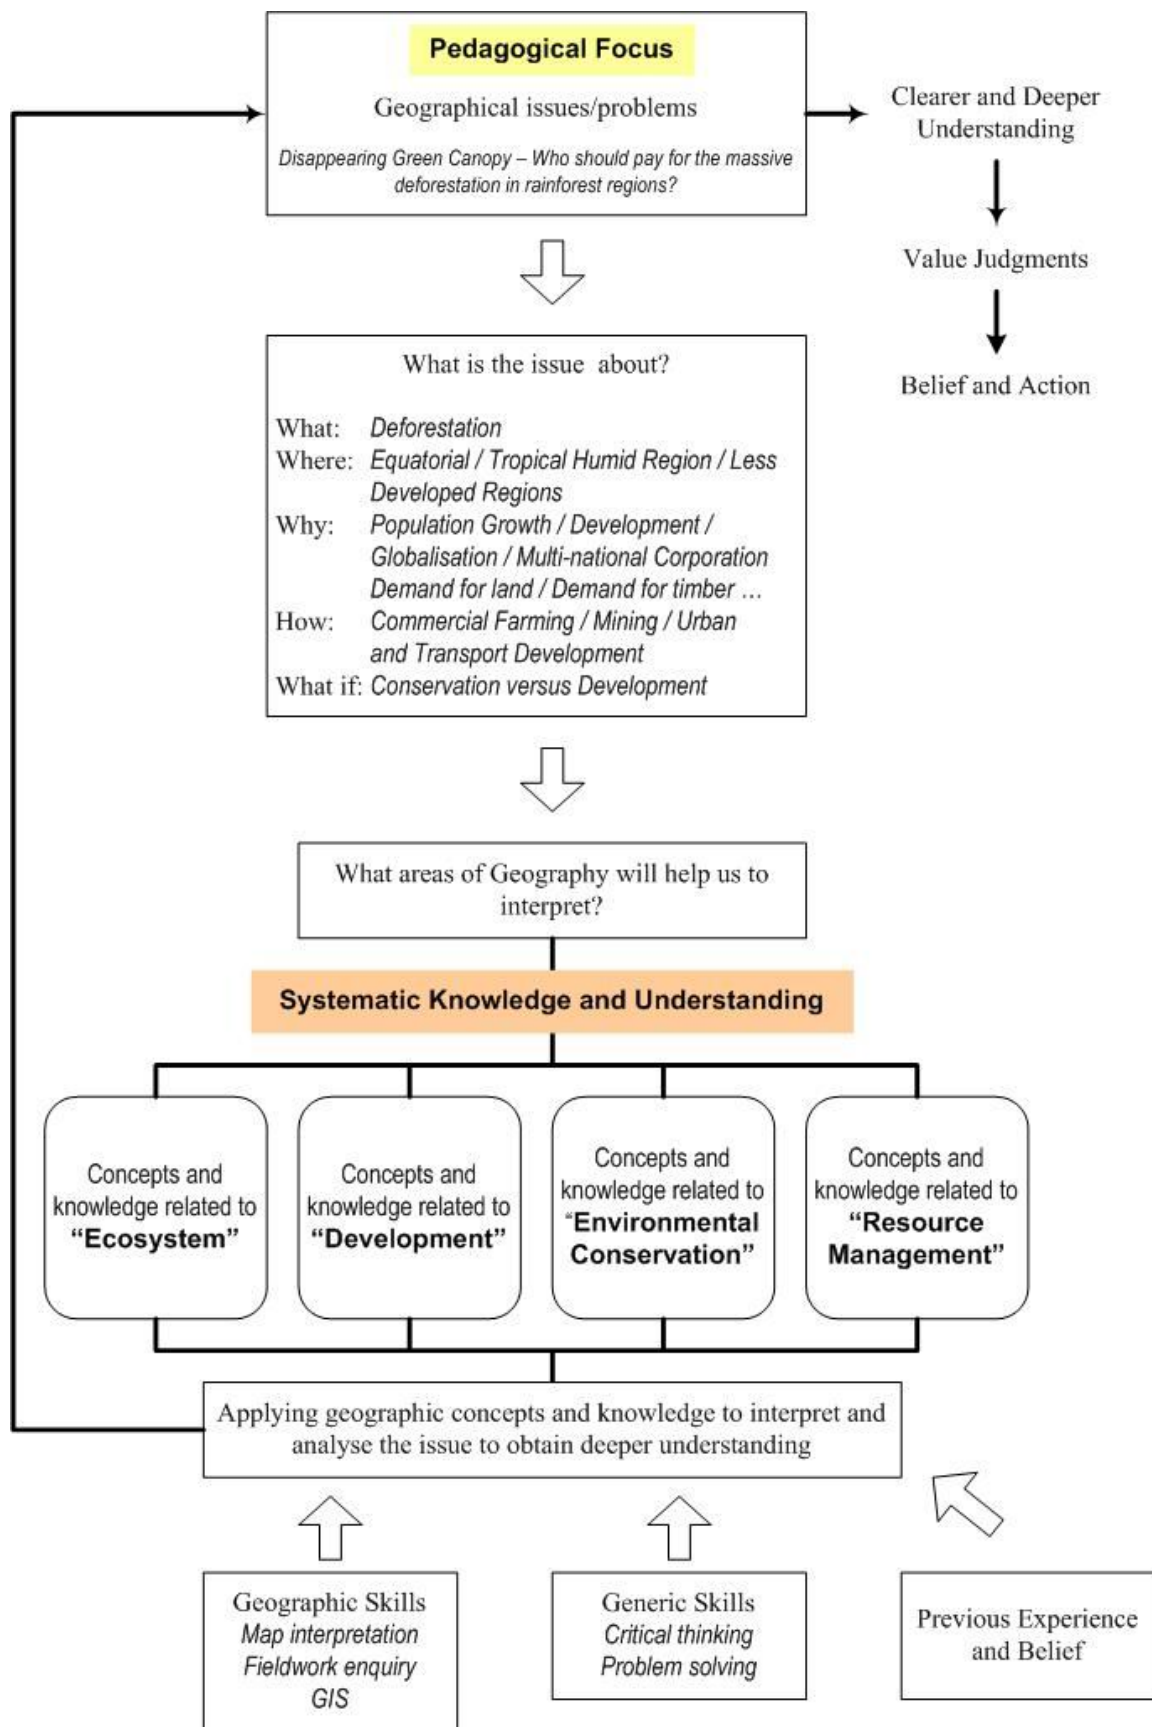 Pedagogical Focus
Geographical issues/problems
Disappearing Green Canopy – Who should pay for the massive
deforestation in rainforest regions?
Clearer and Deeper
Understanding
Value Judgments
Belief and Action
What is the issue about?
What: Deforestation
Where: Equatorial / Tropical Humid Region / Less
Developed Regions
Why: Population Growth / Development /
Globalisation / Multi-national Corporation
Demand for land / Demand for timber …
How: Commercial Farming / Mining / Urban
and Transport Development
What if: Conservation versus Development
What areas of Geography will help us to
interpret?
Systematic Knowledge and Understanding
Concepts and
knowledge related to
“Ecosystem”
Concepts and
knowledge related to
“Development”
Concepts and
knowledge related to
“Environmental
Conservation”
Concepts and
knowledge related to
“Resource
Management”
Applying geographic concepts and knowledge to interpret and
analyse the issue to obtain deeper understanding
Geographic Skills
Map interpretation
Fieldwork enquiry
GIS
Generic Skills
Critical thinking
Problem solving
Previous Experience
and Belief